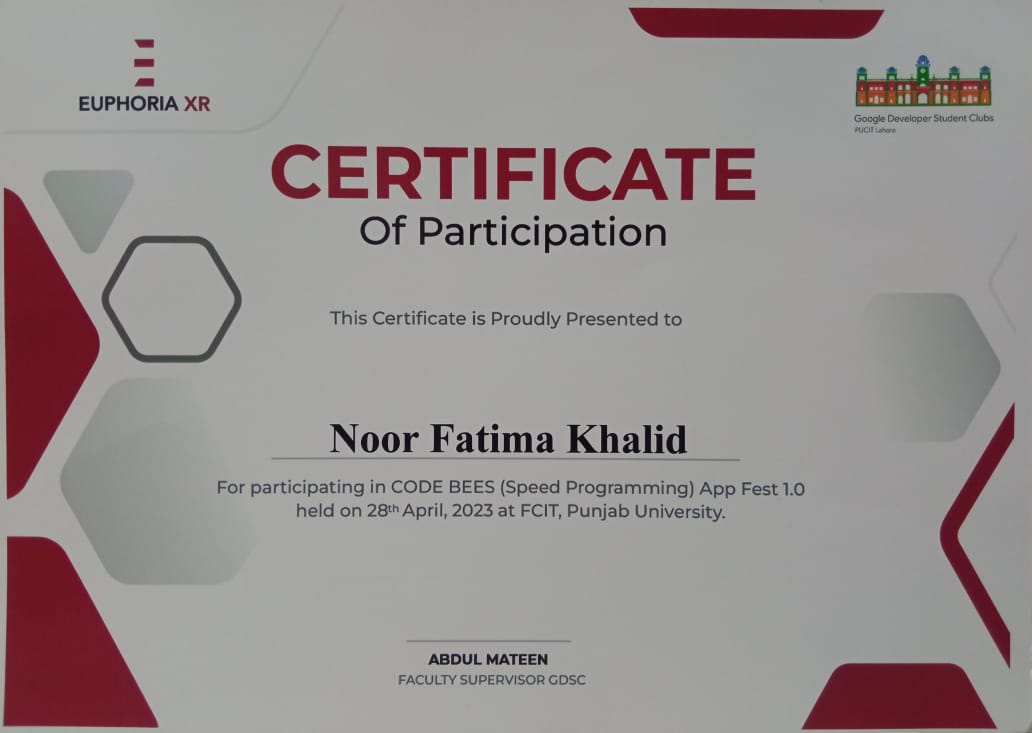 EUPHORIA XR
Google Developer Student Clubs
PUCIT Lahore
CERTIFICATE
Of Participation
This Certificate is Proudly Presented to
Noor Fatima Khalid
For participating in CODE BEES (Speed Programming) App Fest 1.0
held on 28th April, 2023 at FCIT, Punjab University.
ABDUL MATEEN
FACULTY SUPERVISOR GDSC